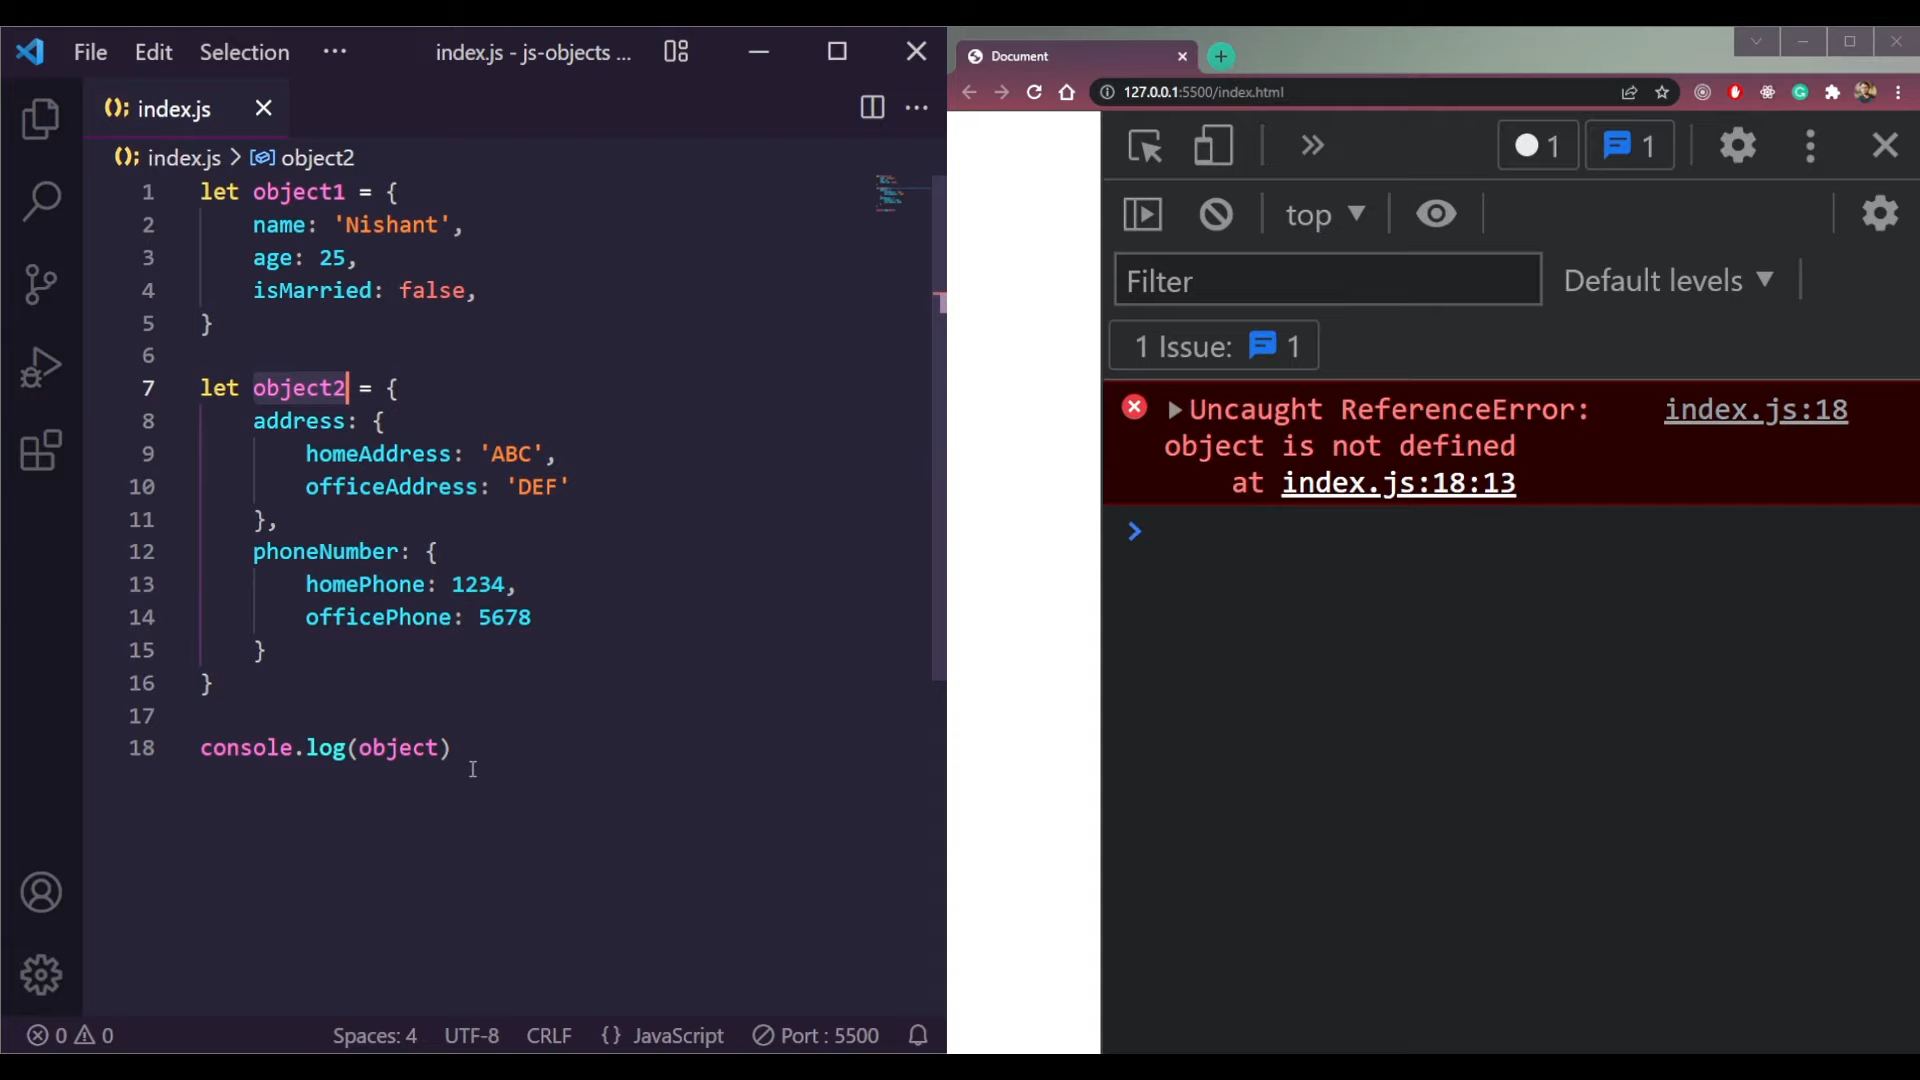 File Edit Selection ··· index.js - js-objects ...
index.js
index.js > object2
1 let object1 = {
2 name: 'Nishant',
3 age: 25,
4 isMarried: false,
5 }
6
7 let object2 = {
8 address: {
9 homeAddress: 'ABC',
10 officeAddress: 'DEF'
11 },
12 phoneNumber: {
13 homePhone: 1234,
14 officePhone: 5678
15 }
16 }
17
18 console.log(object)
0 0 Spaces: 4 UTF-8 CRLF {} JavaScript Port : 5500
Document
127.0.0.1:5500/index.html
1 1
top
Filter Default levels
1 Issue: 1
Uncaught ReferenceError: index.js:18
object is not defined
at index.js:18:13